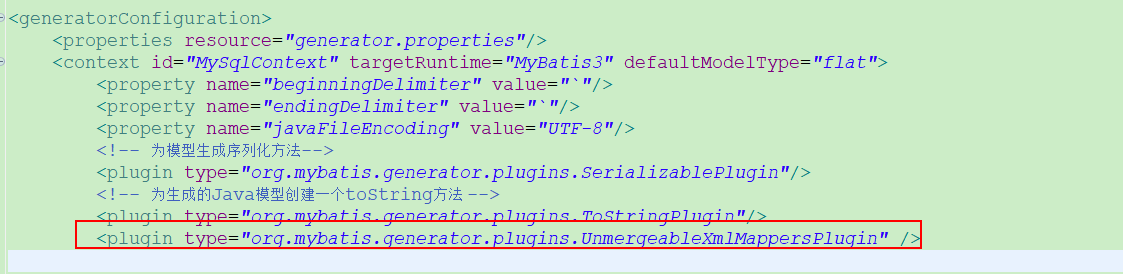 <generatorConfiguration>
<properties resource="generator.properties"/>
<context id="MySqlContext" targetRuntime="MyBatis3" defaultModelType="flat">
<property name="beginningDelimiter" value="`"/>
<property name="endingDelimiter" value="`"/>
<property name="javaFileEncoding" value="UTF-8"/>
<!-- 为模型生成序列化方法-->
<plugin type="org.mybatis.generator.plugins.SerializablePlugin"/>
<!-- 为生成的Java模型创建一个toString方法 -->
<plugin type="org.mybatis.generator.plugins.ToStringPlugin"/>
<plugin type="org.mybatis.generator.plugins.UnmergeableXmlMappersPlugin" />